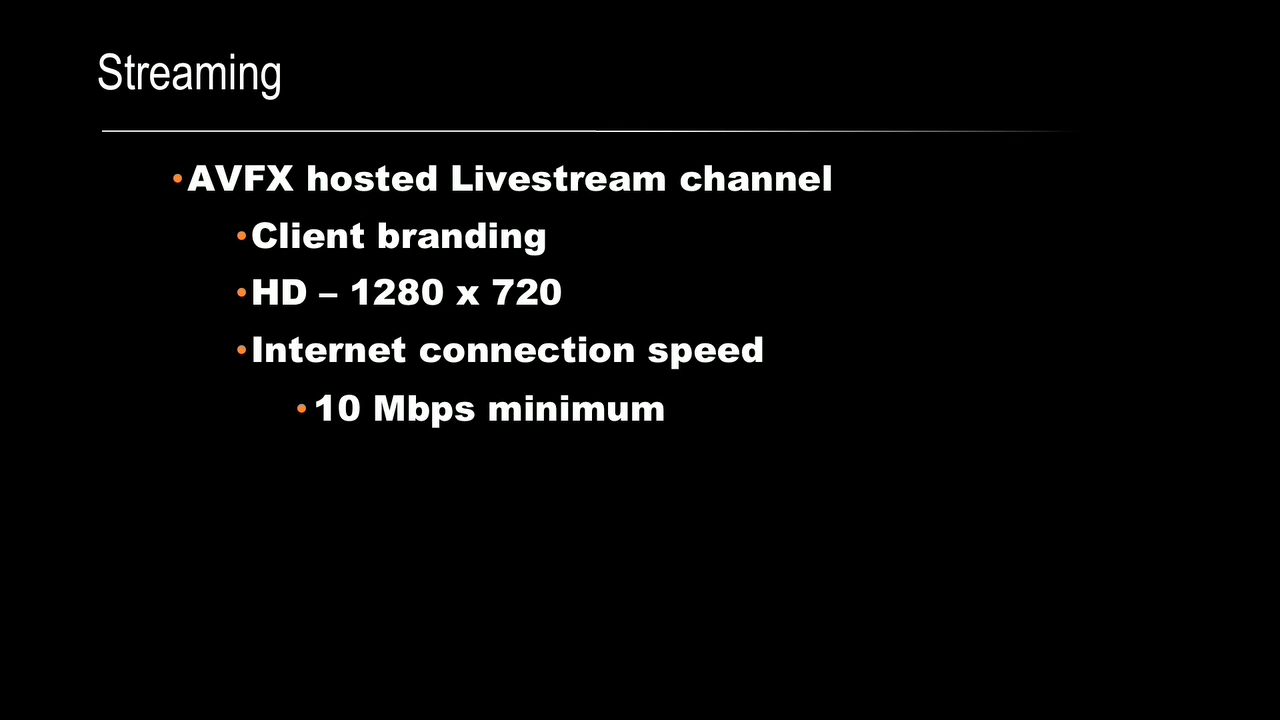 Streaming
•AVFX hosted Livestream channel
•Client branding
•HD – 1280 x 720
•Internet connection speed
•10 Mbps minimum